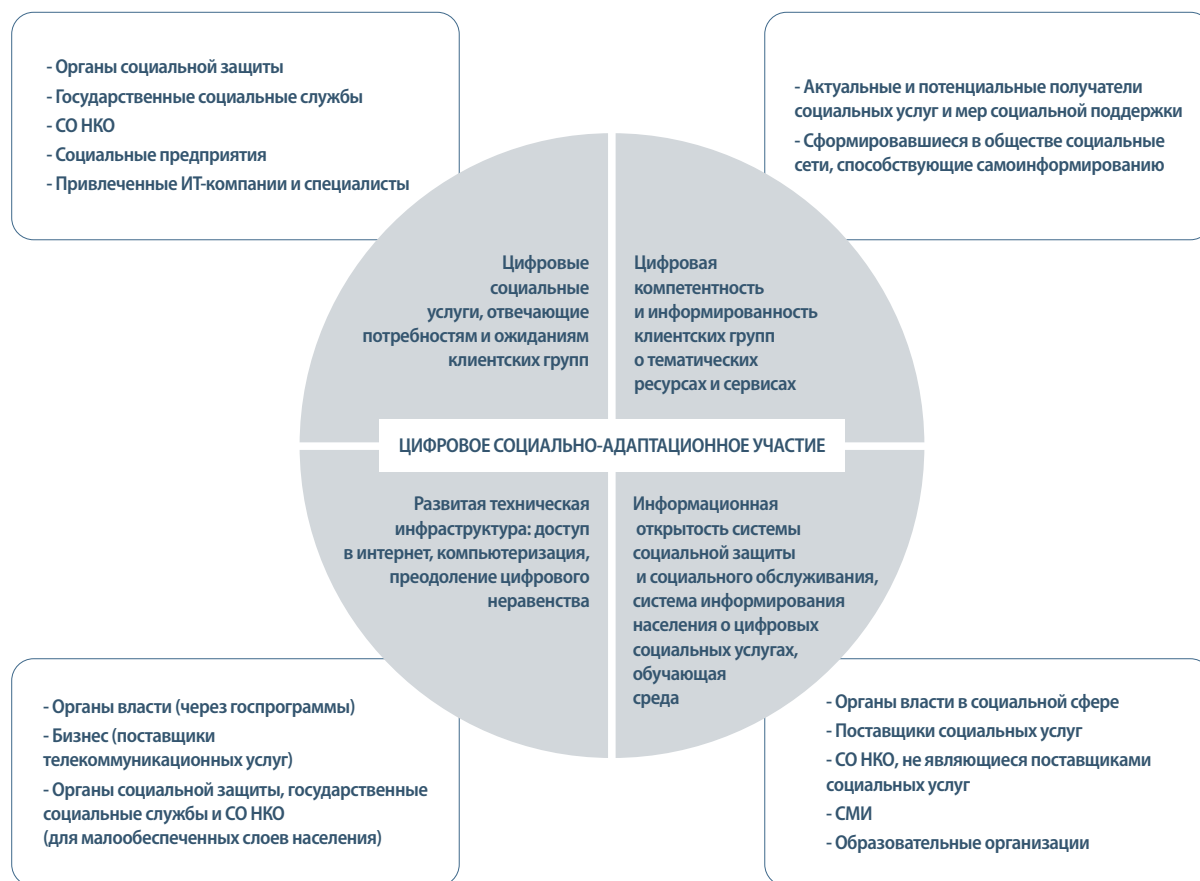 - Органы социальной защиты
- Государственные социальные службы
- СО НКО
- Социальные предприятия
- Привлеченные ИТ-компании и специалисты
- Актуальные и потенциальные получатели
социальных услуг и мер социальной поддержки
- Сформировавшиеся в обществе социальные
сети, способствующие самоинформированию
Цифровые
социальные
услуги, отвечающие
потребностям и ожиданиям
клиентских групп
Цифровая
компетентность
и информированность
клиентских групп
о тематических
ресурсах и сервисах
ЦИФРОВОЕ СОЦИАЛЬНО-АДАПТАЦИОННОЕ УЧАСТИЕ
Развитая техническая
инфраструктура: доступ
в интернет, компьютеризация,
преодоление цифрового
неравенства
Информационная
открытость системы
социальной защиты
и социального обслуживания,
система информирования
населения о цифровых
социальных услугах,
обучающая
среда
- Органы власти (через госпрограммы)
- Бизнес (поставщики
телекоммуникационных услуг)
- Органы социальной защиты, государственные
социальные службы и СО НКО
(для малообеспеченных слоев населения)
- Органы власти в социальной сфере
- Поставщики социальных услуг
- СО НКО, не являющиеся поставщиками
социальных услуг
- СМИ
- Образовательные организации